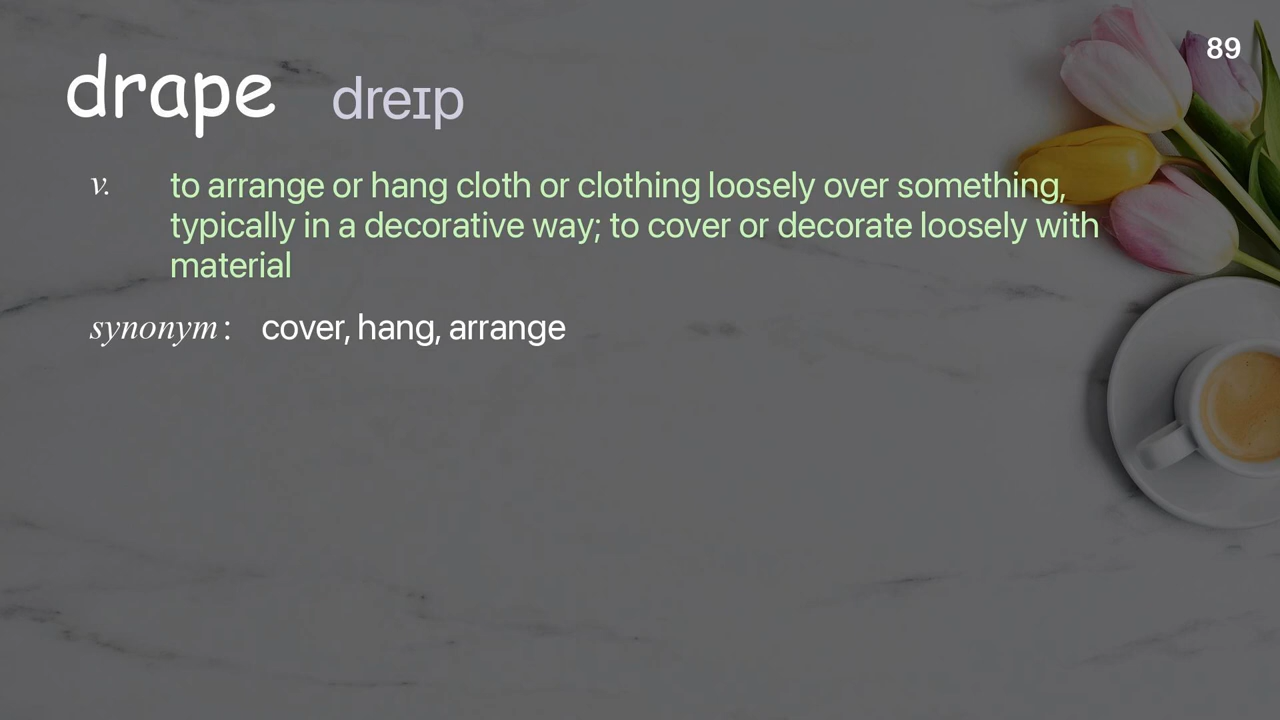 89
drape dreɪp
v. to arrange or hang cloth or clothing loosely over something,
typically in a decorative way; to cover or decorate loosely with
material
synonym: cover, hang, arrange